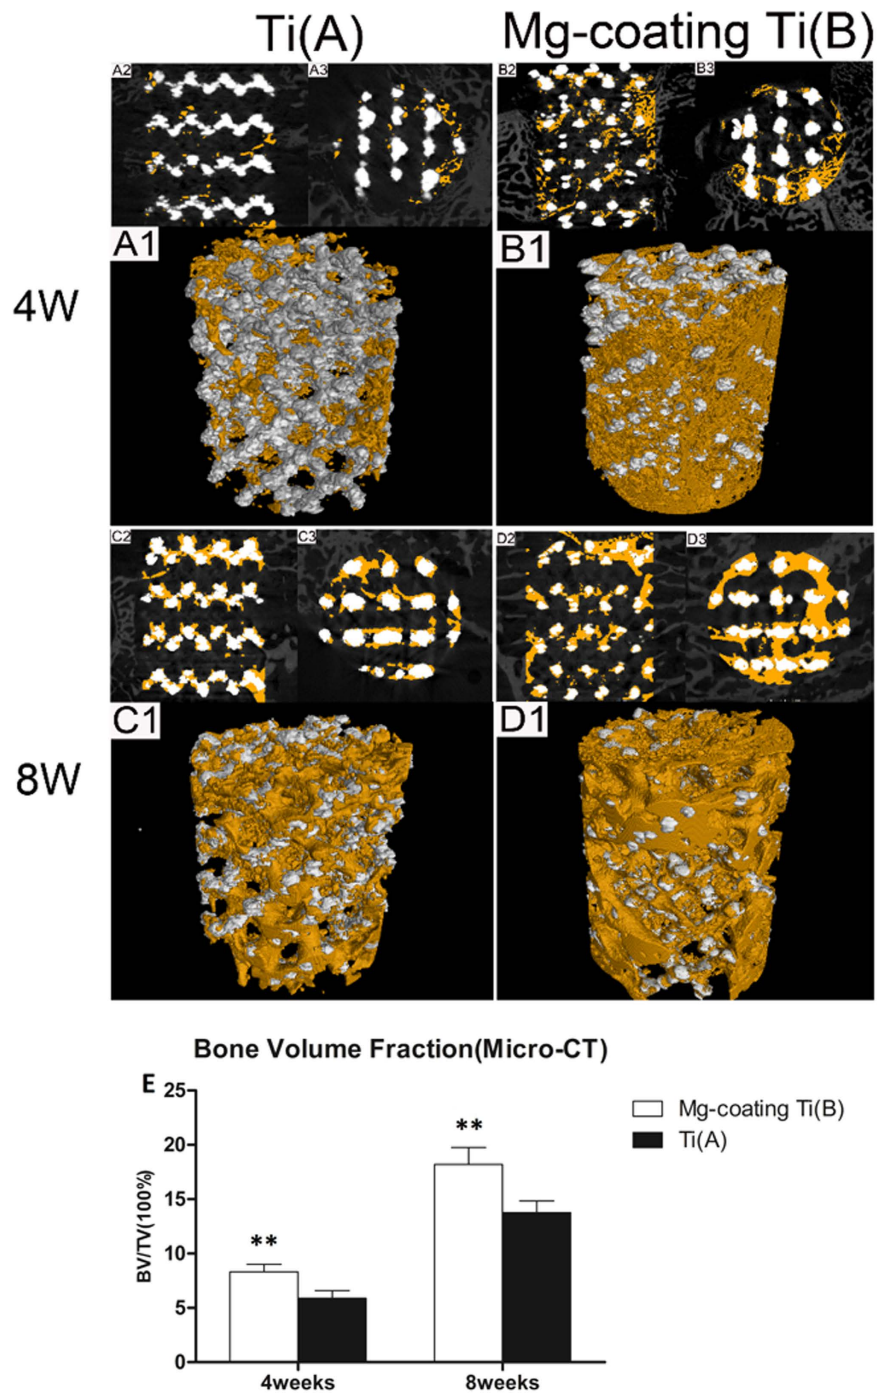 Ti(A)
Mg-coating Ti(B)
A2
A3
B2
B3
4W
A1
B1
C2
C3
D2
D3
8W
C1
D1
Bone Volume Fraction(Micro-CT)
E
25
20
15
10
5
0
BV/TV(100%)
**
**
4weeks
8weeks
Mg-coating Ti(B)
Ti(A)